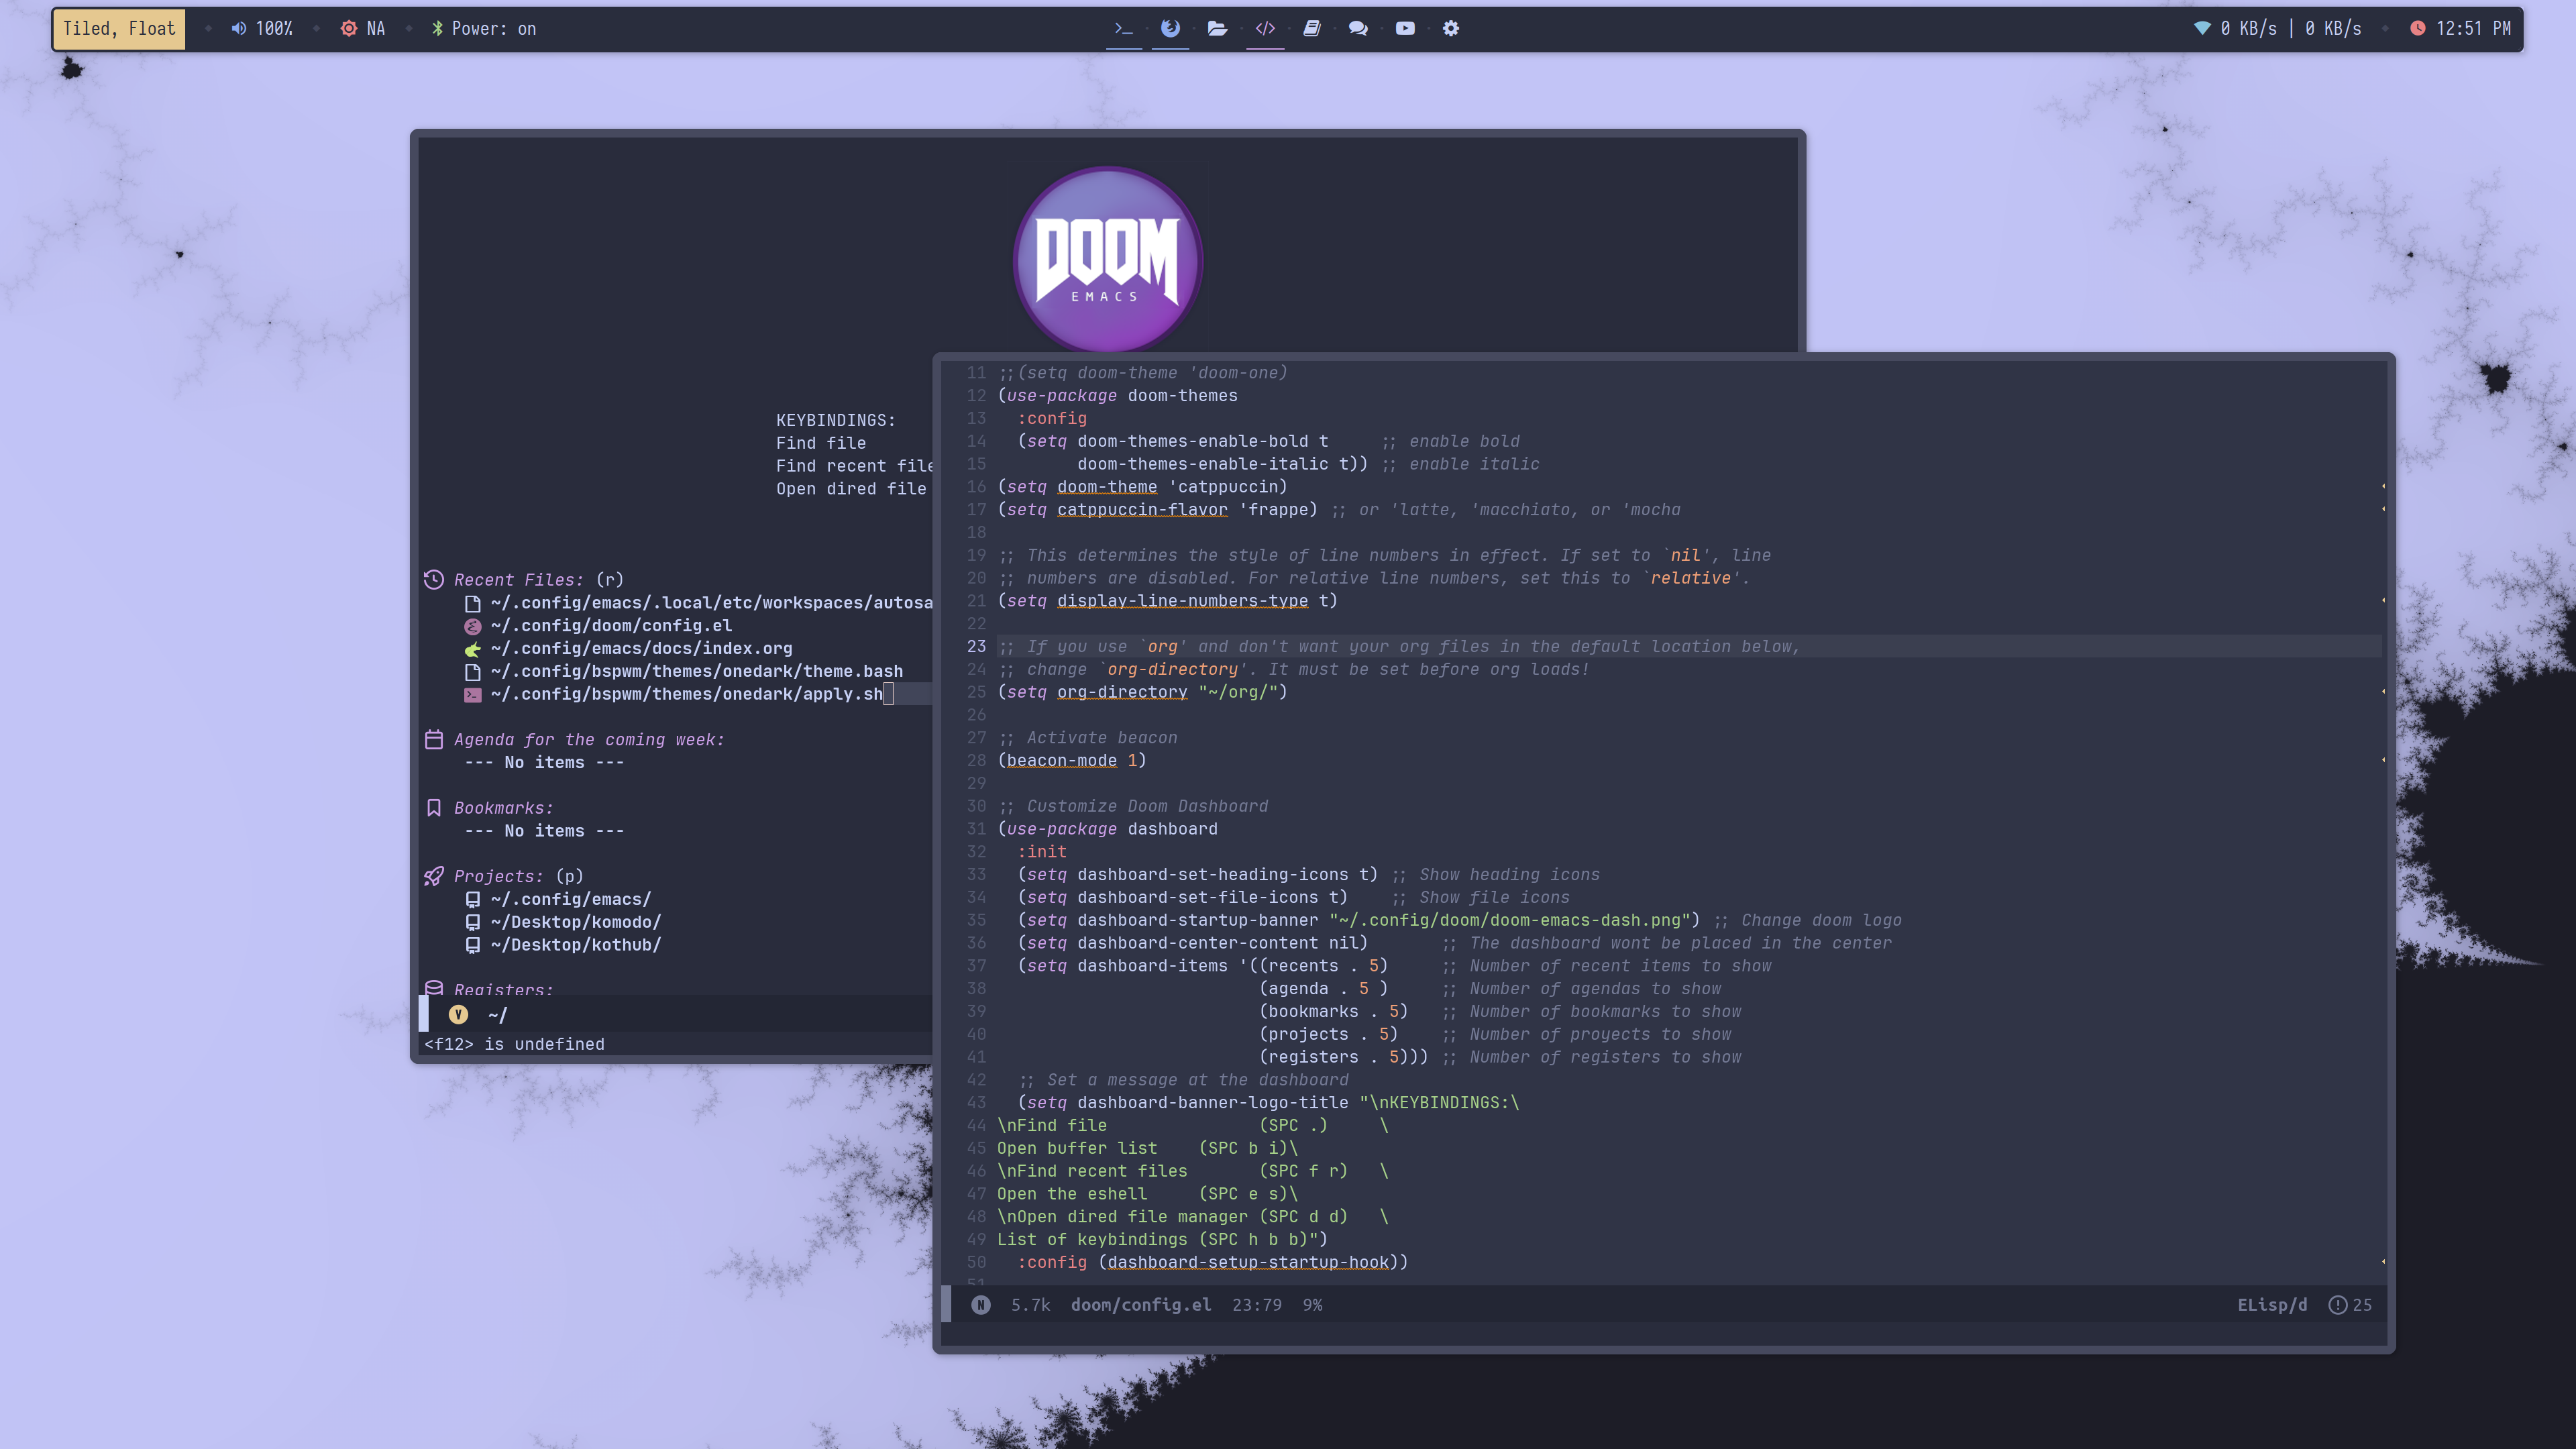 Tiled, Float 100% NA Power: on 0 KB/s | 0 KB/s 12:51 PM
DOOM
EMACS
KEYBINDINGS:
Find file
Find recent file
Open dired file
Recent Files: (r)
~/.config/emacs/.local/etc/workspaces/autosa
~/.config/doom/config.el
~/.config/emacs/docs/index.org
~/.config/bspwm/themes/onedark/theme.bash
~/.config/bspwm/themes/onedark/apply.sh
Agenda for the coming week:
--- No items ---
Bookmarks:
--- No items ---
Projects: (p)
~/.config/emacs/
~/Desktop/komodo/
~/Desktop/kothub/
Registers:
V ~/
<f12> is undefined
11 ;;(setq doom-theme 'doom-one)
12 (use-package doom-themes
13   :config
14   (setq doom-themes-enable-bold t     ;; enable bold
15         doom-themes-enable-italic t)) ;; enable italic
16 (setq doom-theme 'catppuccin)
17 (setq catppuccin-flavor 'frappe) ;; or 'latte, 'macchiato, or 'mocha
18
19 ;; This determines the style of line numbers in effect. If set to `nil', line
20 ;; numbers are disabled. For relative line numbers, set this to `relative'.
21 (setq display-line-numbers-type t)
22
23 ;; If you use `org' and don't want your org files in the default location below,
24 ;; change `org-directory'. It must be set before org loads!
25 (setq org-directory "~/org/")
26
27 ;; Activate beacon
28 (beacon-mode 1)
29
30 ;; Customize Doom Dashboard
31 (use-package dashboard
32   :init
33   (setq dashboard-set-heading-icons t) ;; Show heading icons
34   (setq dashboard-set-file-icons t)    ;; Show file icons
35   (setq dashboard-startup-banner "~/.config/doom/doom-emacs-dash.png") ;; Change doom logo
36   (setq dashboard-center-content nil)       ;; The dashboard wont be placed in the center
37   (setq dashboard-items '((recents . 5)     ;; Number of recent items to show
38                           (agenda . 5 )     ;; Number of agendas to show
39                           (bookmarks . 5)   ;; Number of bookmarks to show
40                           (projects . 5)    ;; Number of proyects to show
41                           (registers . 5))) ;; Number of registers to show
42   ;; Set a message at the dashboard
43   (setq dashboard-banner-logo-title "\nKEYBINDINGS:\
44 \nFind file               (SPC .)     \
45 Open buffer list    (SPC b i)\
46 \nFind recent files       (SPC f r)   \
47 Open the eshell     (SPC e s)\
48 \nOpen dired file manager (SPC d d)   \
49 List of keybindings (SPC h b b)")
50   :config (dashboard-setup-startup-hook))
51
N 5.7k doom/config.el 23:79 9% ELisp/d 25